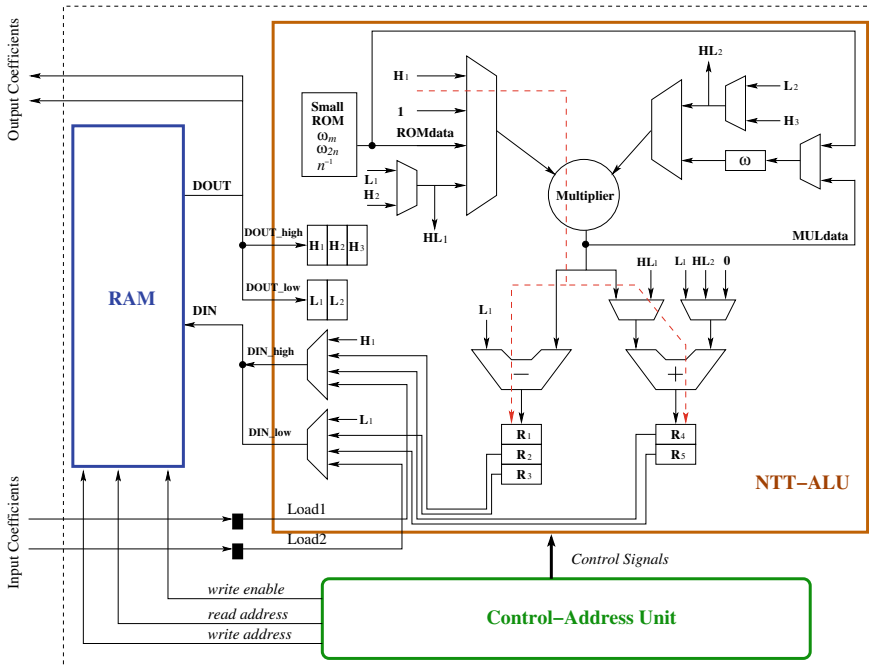 Output Coefficients
Input Coefficients
RAM
DOUT
DIN
DOUT_high
H1 H2 H3
DOUT_low
L1 L2
DIN_high
H1
DIN_low
L1
Load1
Load2
Small
ROM
ωm
ω2n
n⁻¹
H1
1
ROMdata
L1
H2
HL1
Multiplier
HL2
L2
H3
ω
MULdata
HL1
L1 HL2 0
L1
−
+
R1
R2
R3
R4
R5
NTT−ALU
Control Signals
Control−Address Unit
write enable
read address
write address